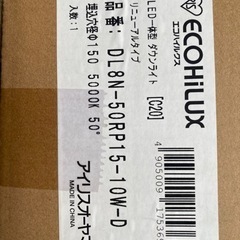 ECOHiLUX
エコハイルクス
LED一体型 ダウンライト [C20]
リニューアルタイプ
品番: DL8N-50RP15-10W-D
埋込穴径Φ150 5000K 50°
入数: 1
4905009
アイリスオーヤマ
MADE IN CHINA